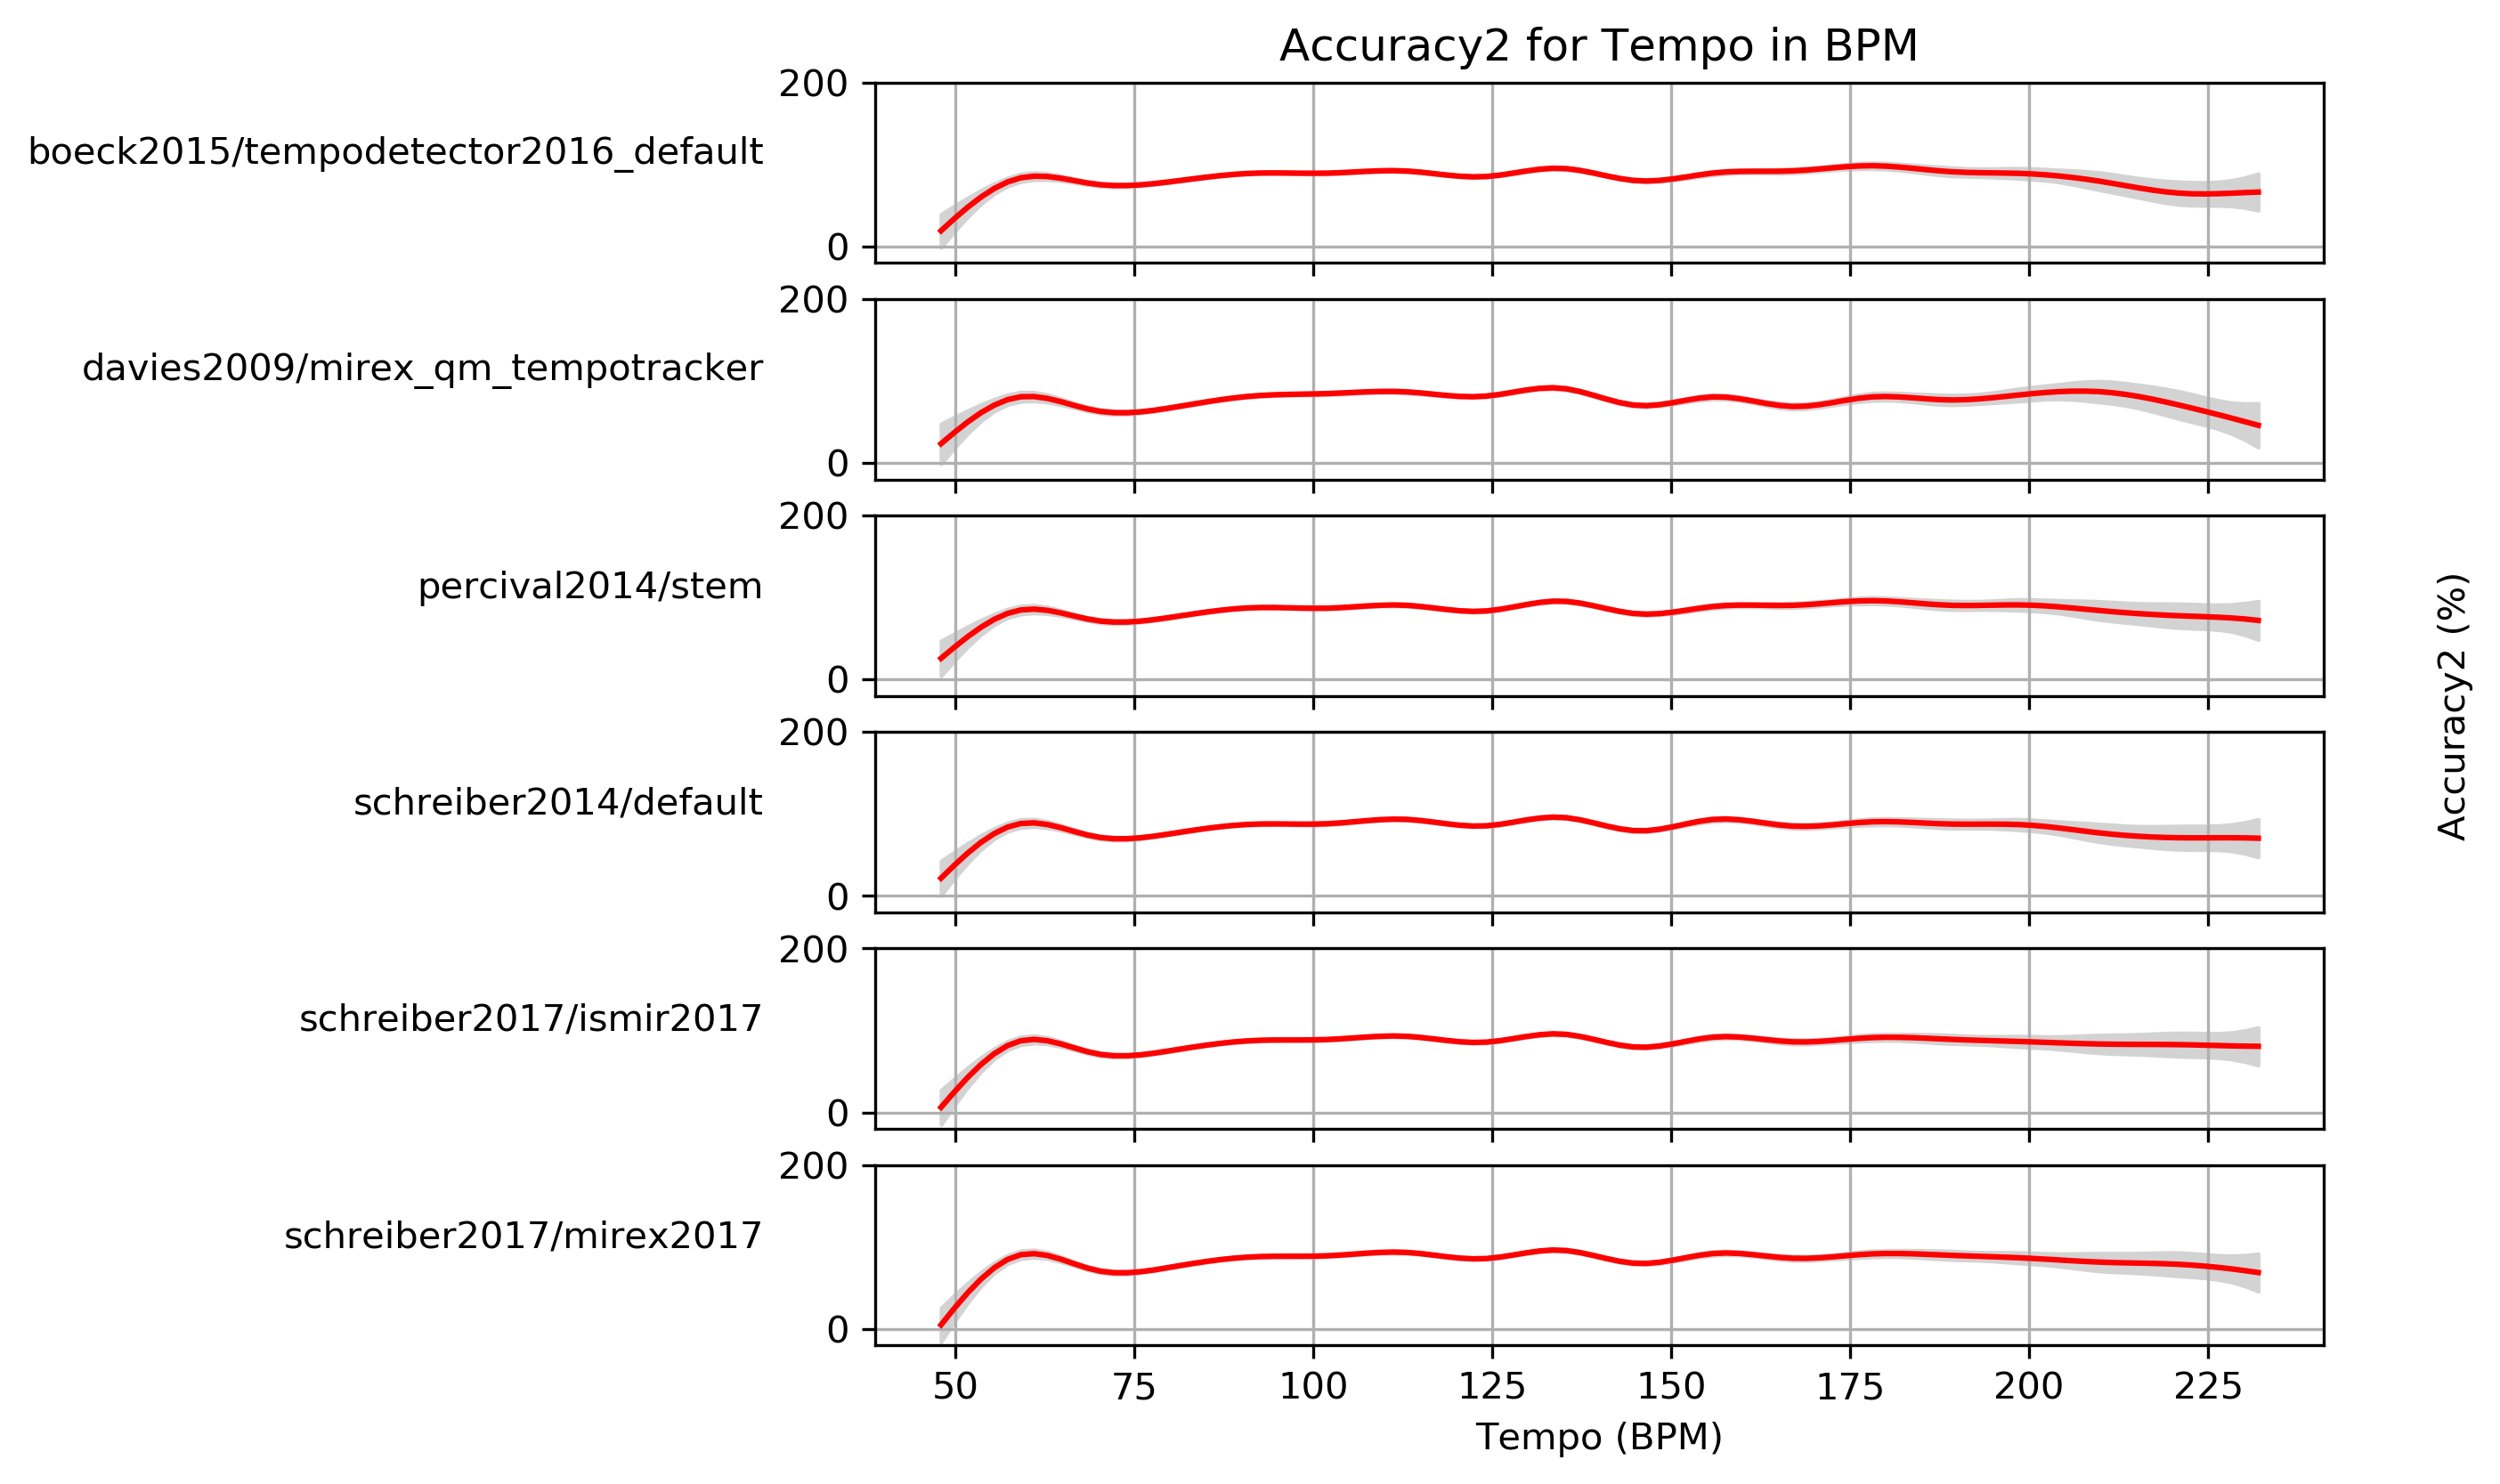 Accuracy2 for Tempo in BPM
200
boeck2015/tempodetector2016_default
0
200
davies2009/mirex_qm_tempotracker
0
200
percival2014/stem
0
200
schreiber2014/default
0
200
schreiber2017/ismir2017
0
200
schreiber2017/mirex2017
0
50 75 100 125 150 175 200 225
Tempo (BPM)
Accuracy2 (%)